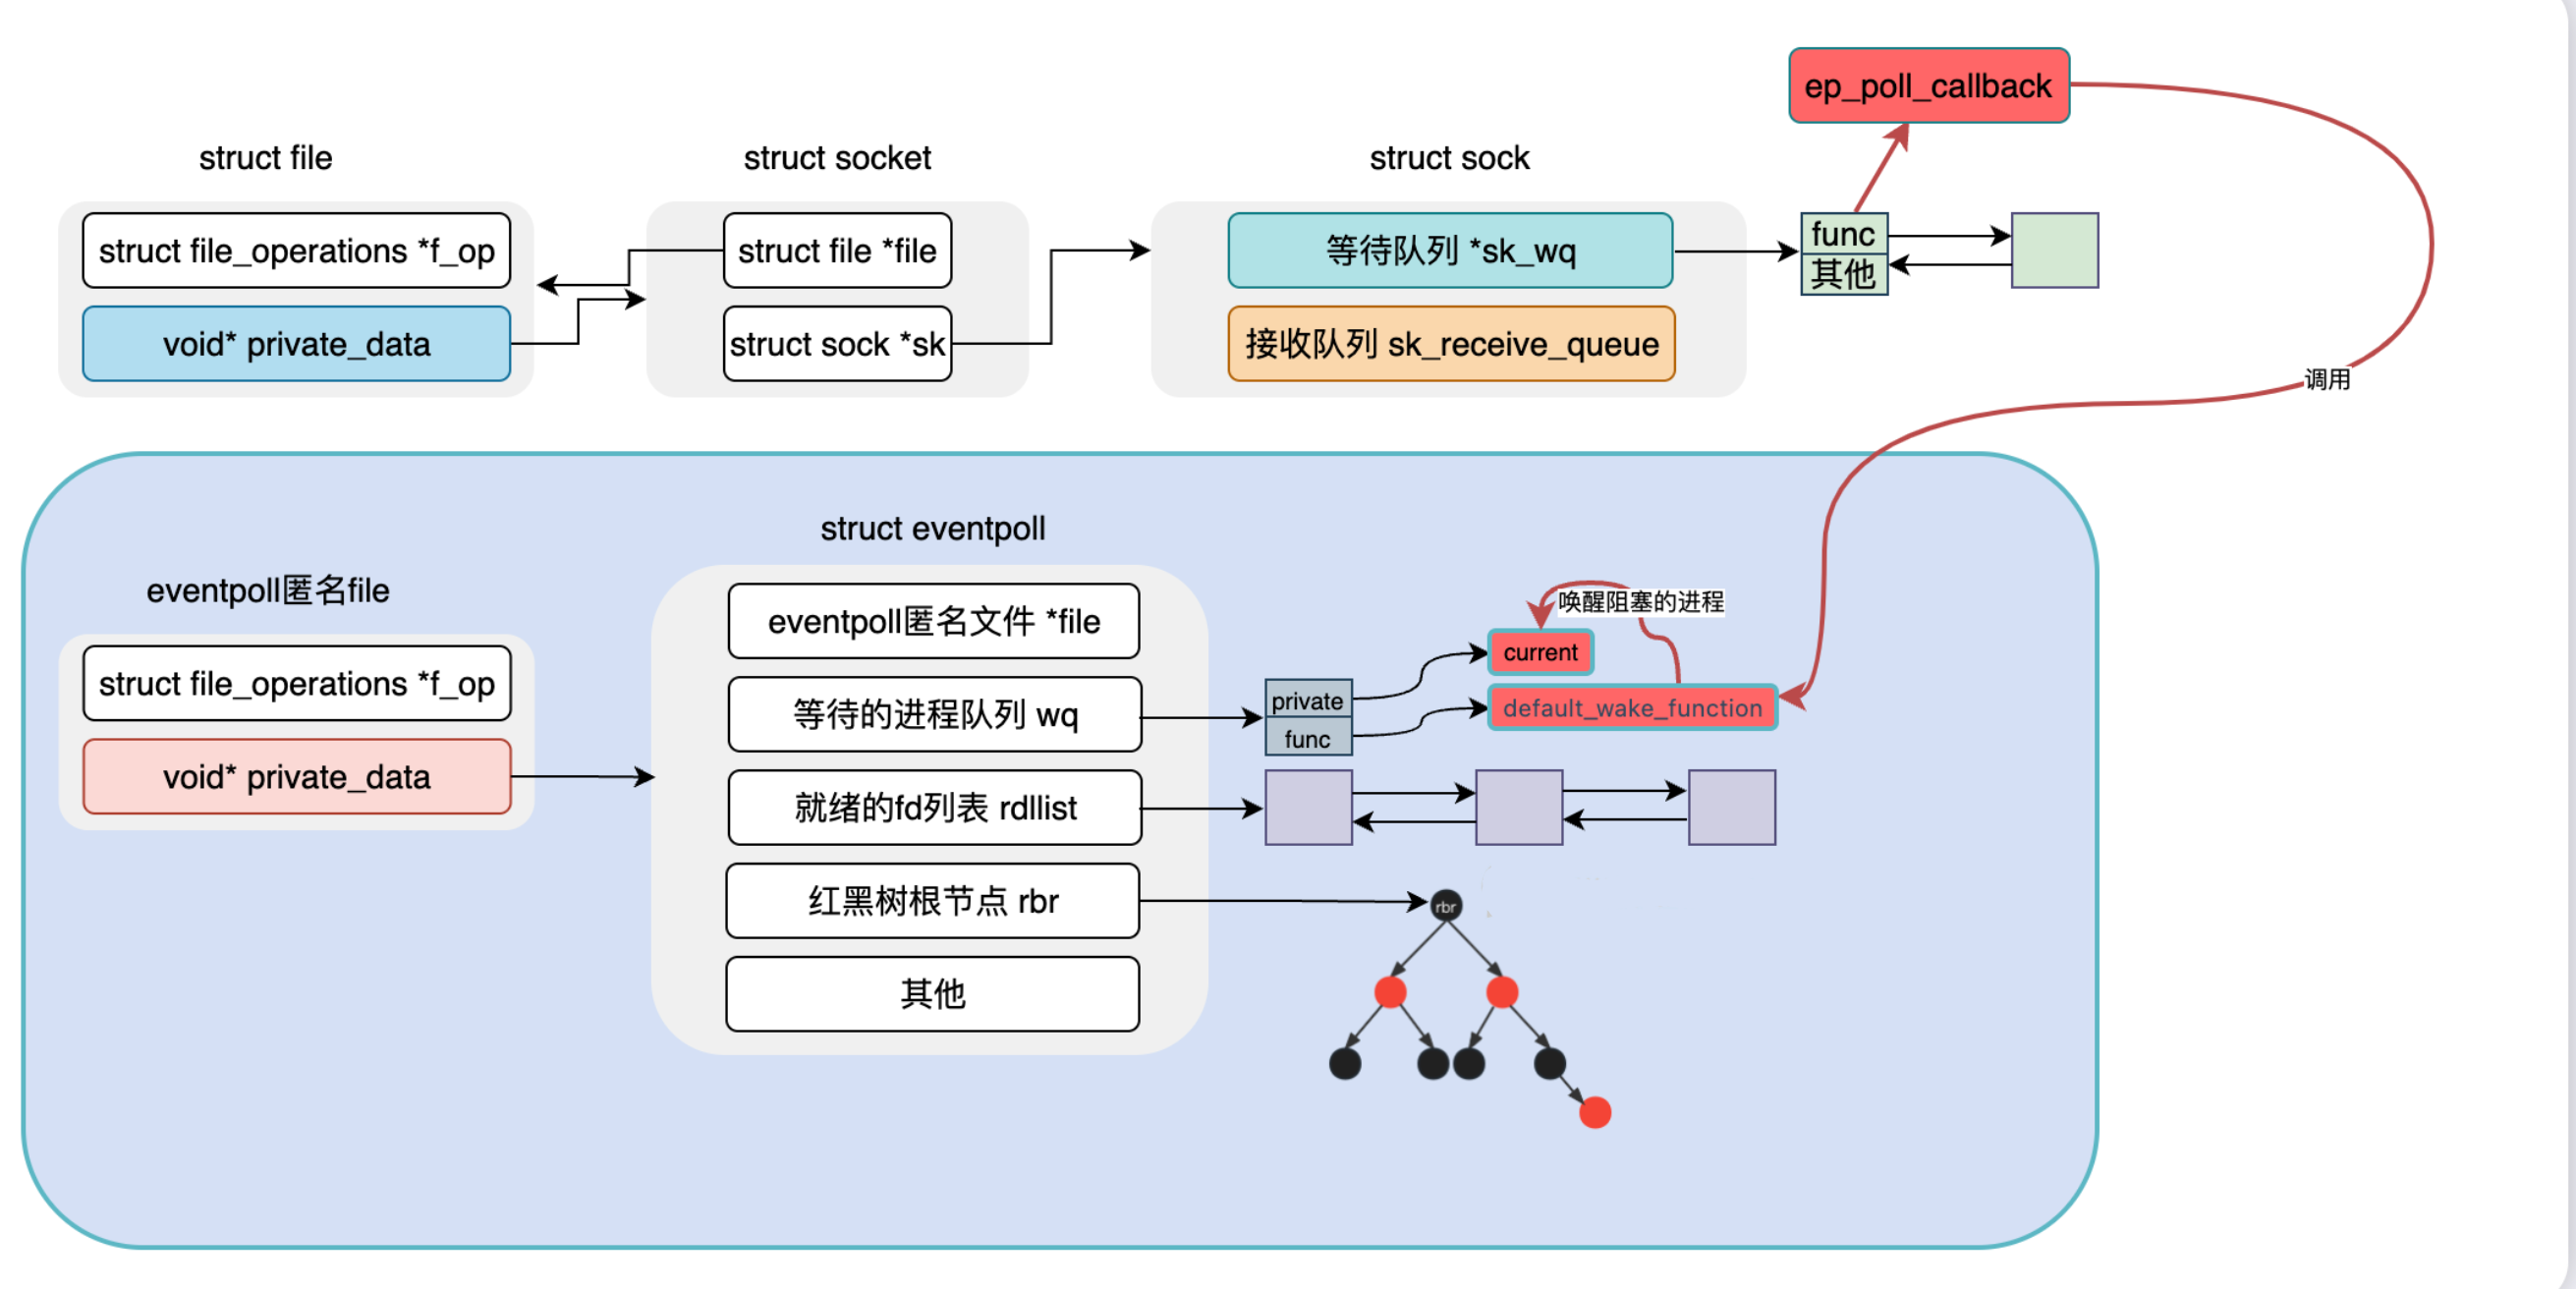 ep_poll_callback
struct file
struct socket
struct sock
struct file_operations *f_op
struct file *file
等待队列 *sk_wq
func
其他
void* private_data
struct sock *sk
接收队列 sk_receive_queue
调用
struct eventpoll
eventpoll匿名file
eventpoll匿名文件 *file
唤醒阻塞的进程
current
struct file_operations *f_op
等待的进程队列 wq
private
func
default_wake_function
void* private_data
就绪的fd列表 rdllist
红黑树根节点 rbr
rbr
其他